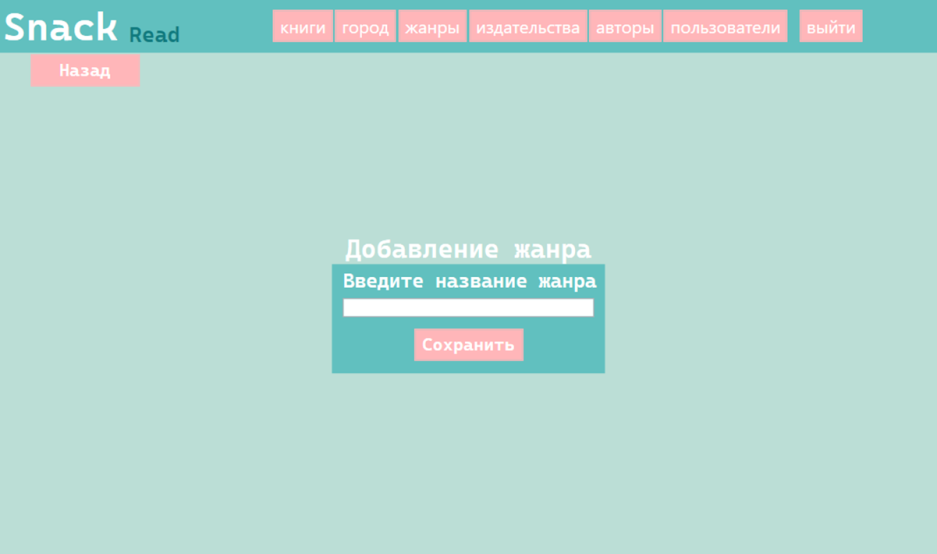 Snack Read книги город жанры издательства авторы пользователи выйти
Назад
Добавление жанра
Введите название жанра
Сохранить